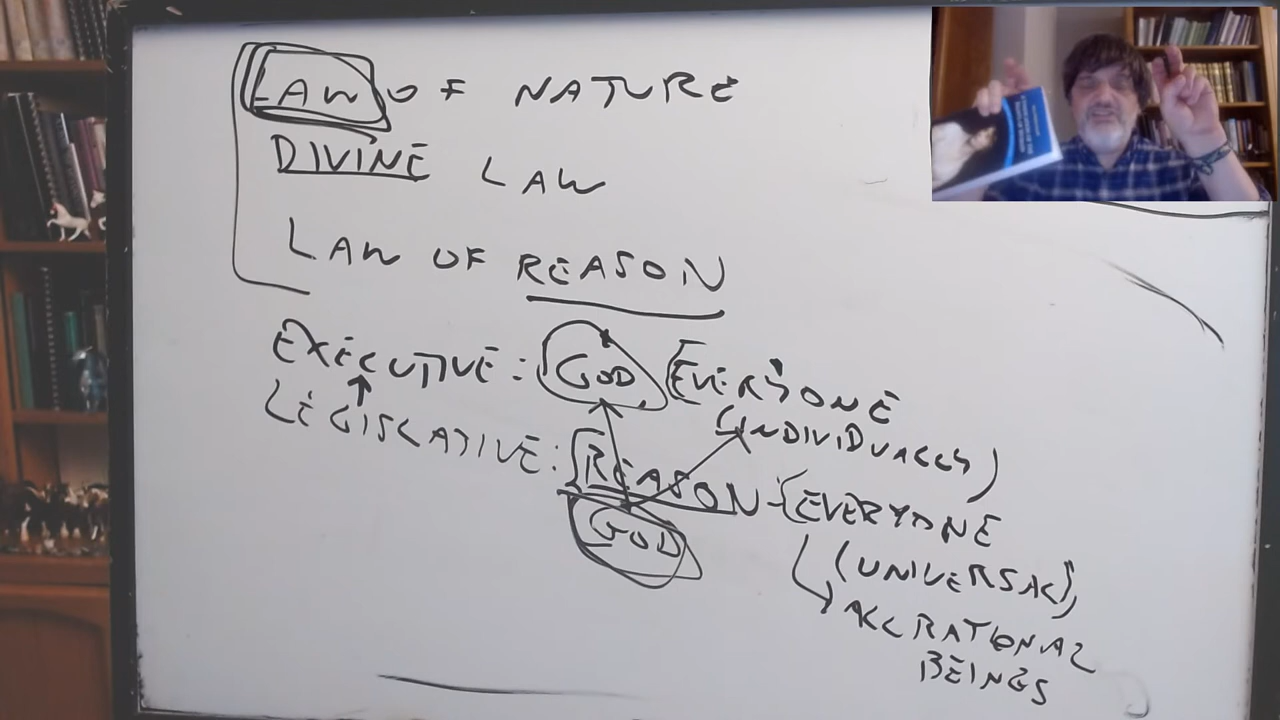 LAW OF NATURE
DIVINE LAW
LAW OF REASON
EXECUTIVE: GOD EVERYONE
(INDIVIDUALLY)
LEGISLATIVE: REASON - EVERYONE
GOD
(UNIVERSAL)
ALL RATIONAL
BEINGS